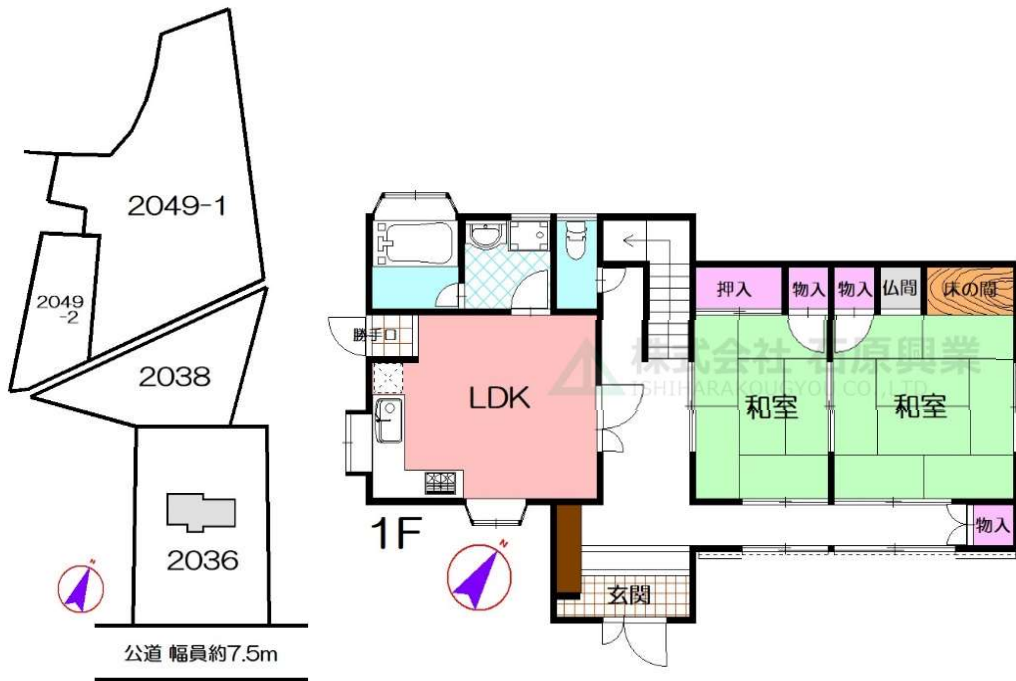 2049-1
2049
-2
2038
2036
N
公道 幅員約7.5m
勝手口
LDK
1F
N
押入
物入
物入
仏間
床の間
株式会社 石原興業
ISHIHARAKOUGYOU CO.,LTD.
和室
和室
物入
玄関